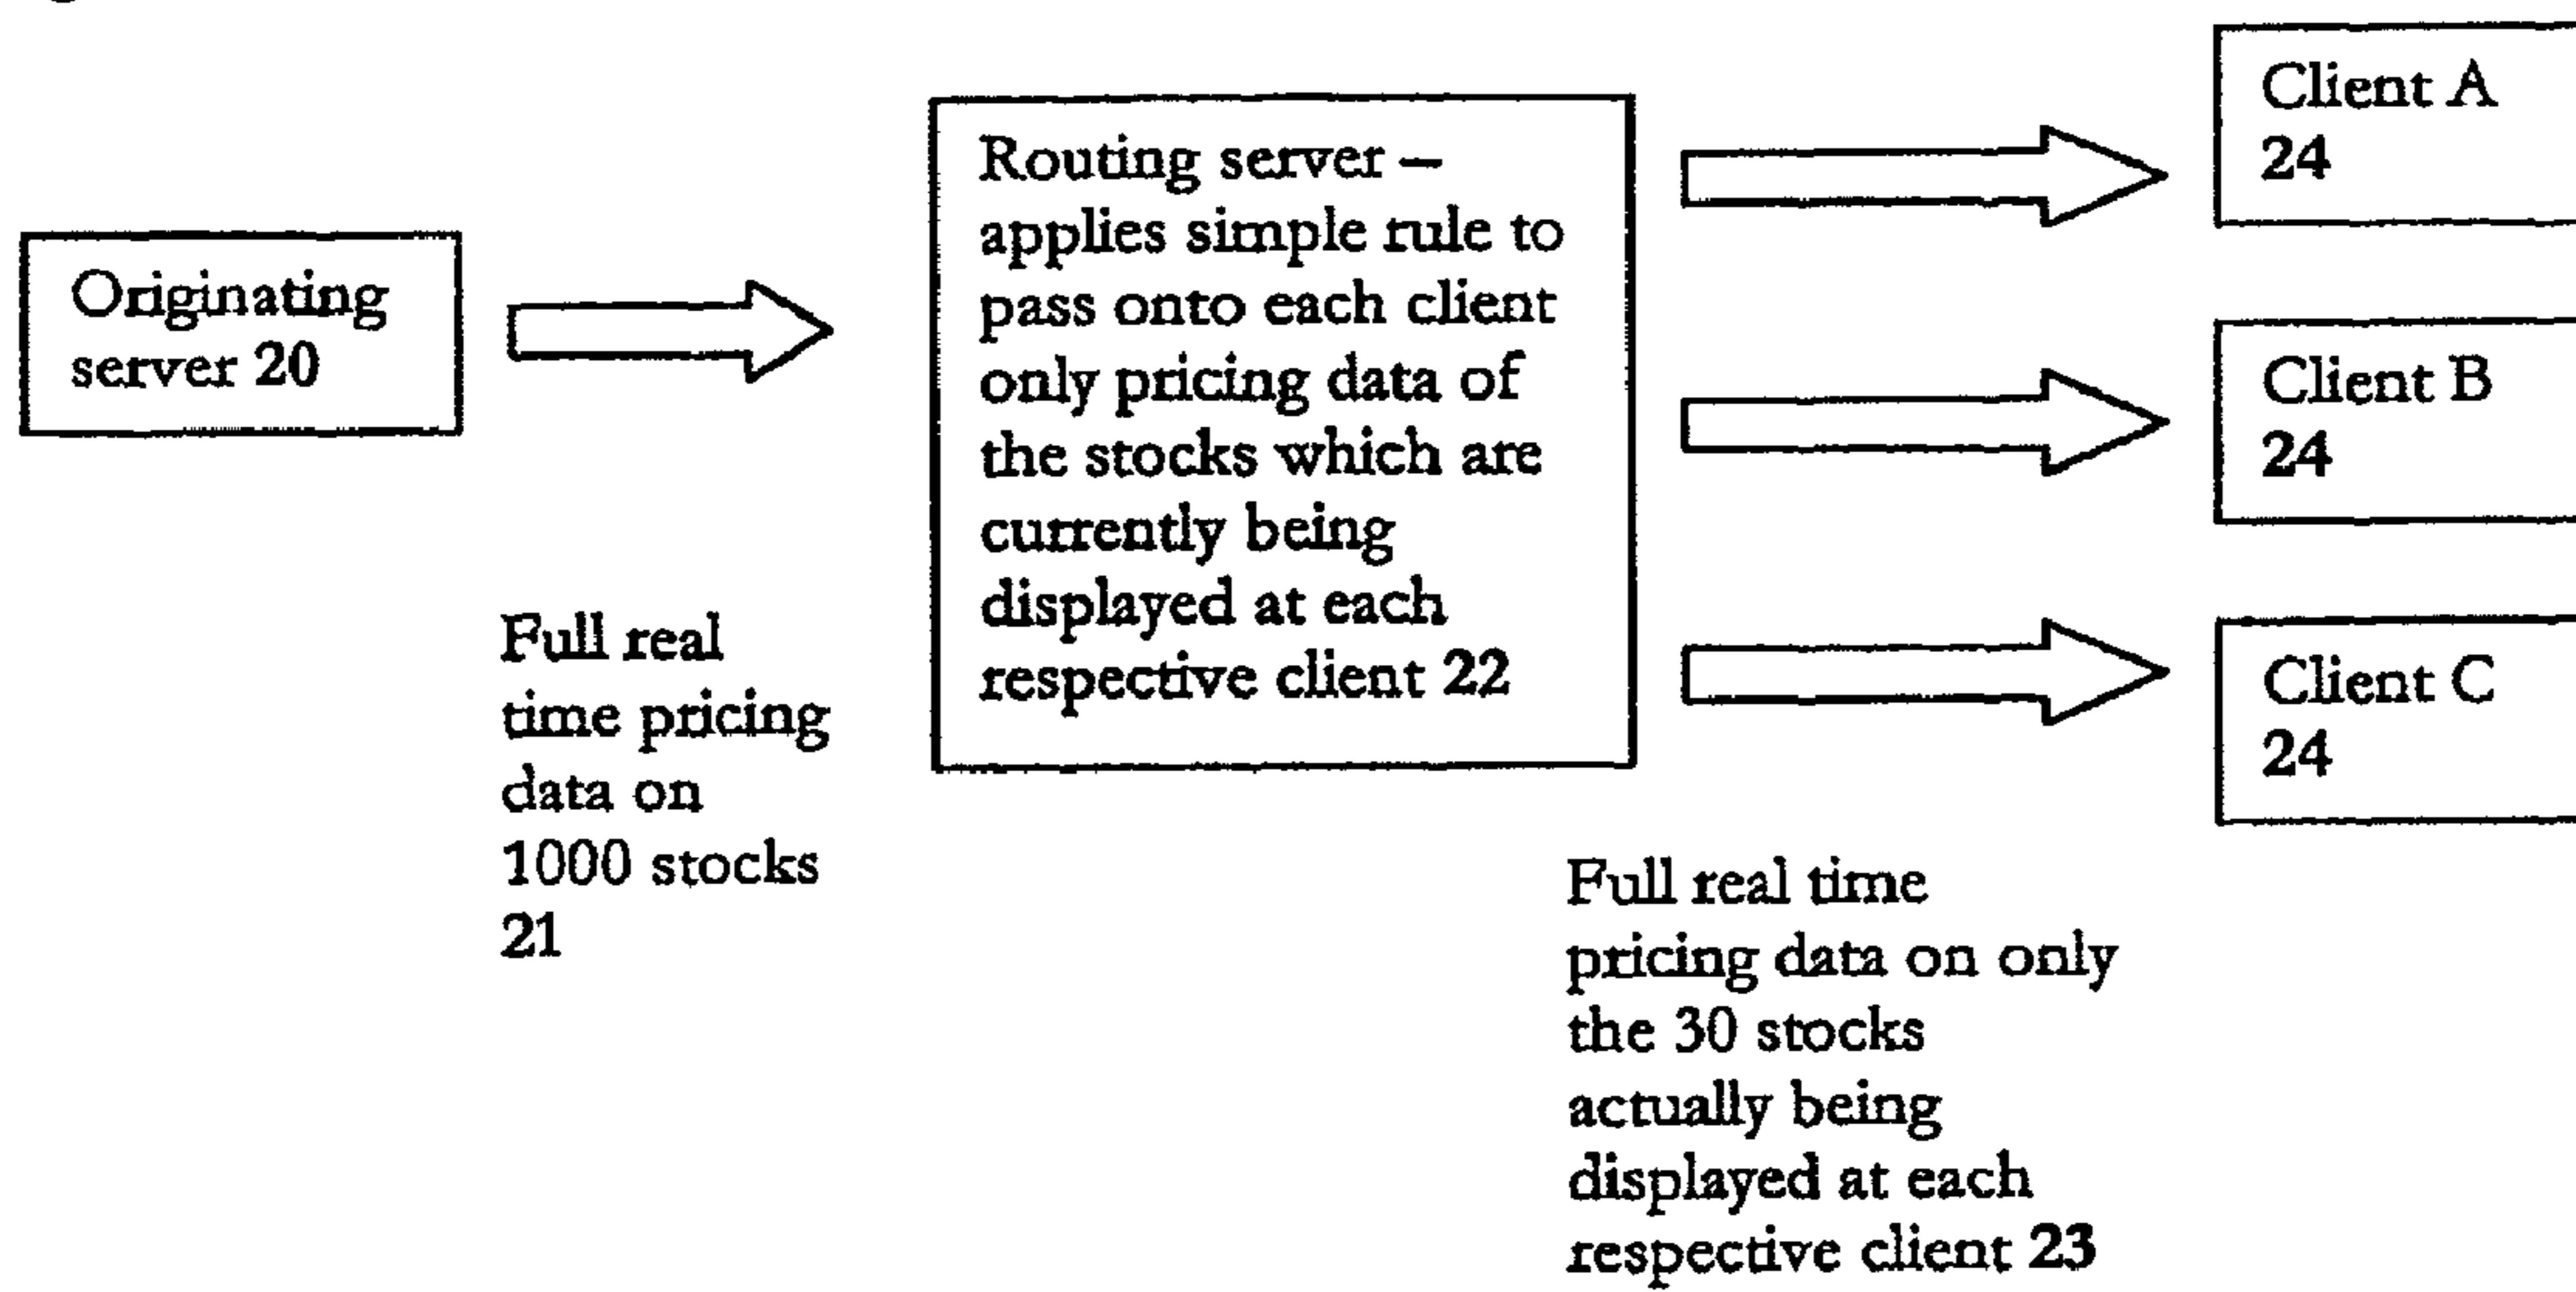 Originating
server 20
Full real
time pricing
data on
1000 stocks
21
Routing server –
applies simple rule to
pass onto each client
only pricing data of
the stocks which are
currently being
displayed at each
respective client 22
Full real time
pricing data on only
the 30 stocks
actually being
displayed at each
respective client 23
Client A
24
Client B
24
Client C
24